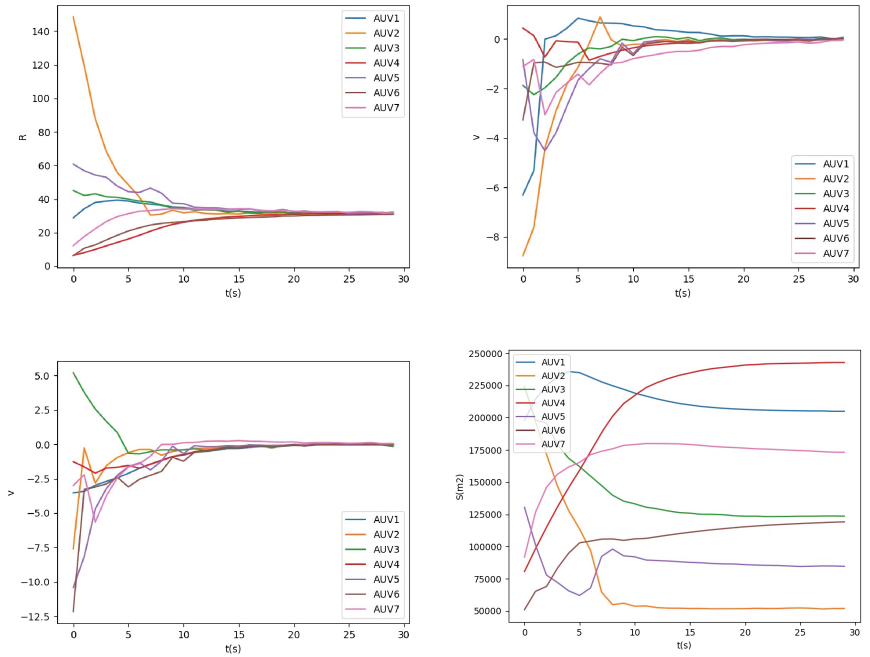 140
120
100
80
60
40
20
0
R
0 5 10 15 20 25 30
t(s)
AUV1
AUV2
AUV3
AUV4
AUV5
AUV6
AUV7
0
−2
−4
−6
−8
v
0 5 10 15 20 25 30
t(s)
AUV1
AUV2
AUV3
AUV4
AUV5
AUV6
AUV7
5.0
2.5
0.0
−2.5
−5.0
−7.5
−10.0
−12.5
v
0 5 10 15 20 25 30
t(s)
AUV1
AUV2
AUV3
AUV4
AUV5
AUV6
AUV7
250000
225000
200000
175000
150000
125000
100000
75000
50000
S(m2)
0 5 10 15 20 25 30
t(s)
AUV1
AUV2
AUV3
AUV4
AUV5
AUV6
AUV7